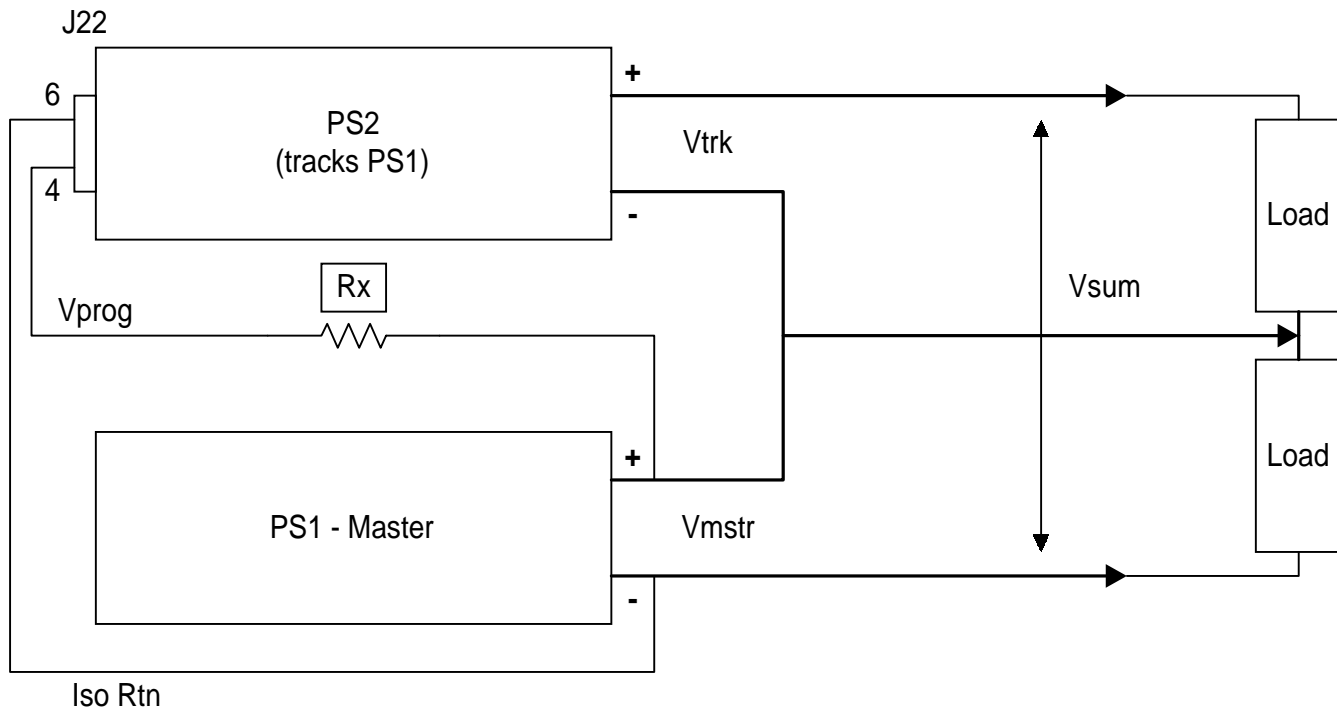 J22
6
4
PS2
(tracks PS1)
+
-
Vtrk
Vsum
Load
Rx
Vprog
PS1 - Master
+
-
Vmstr
Load
Iso Rtn